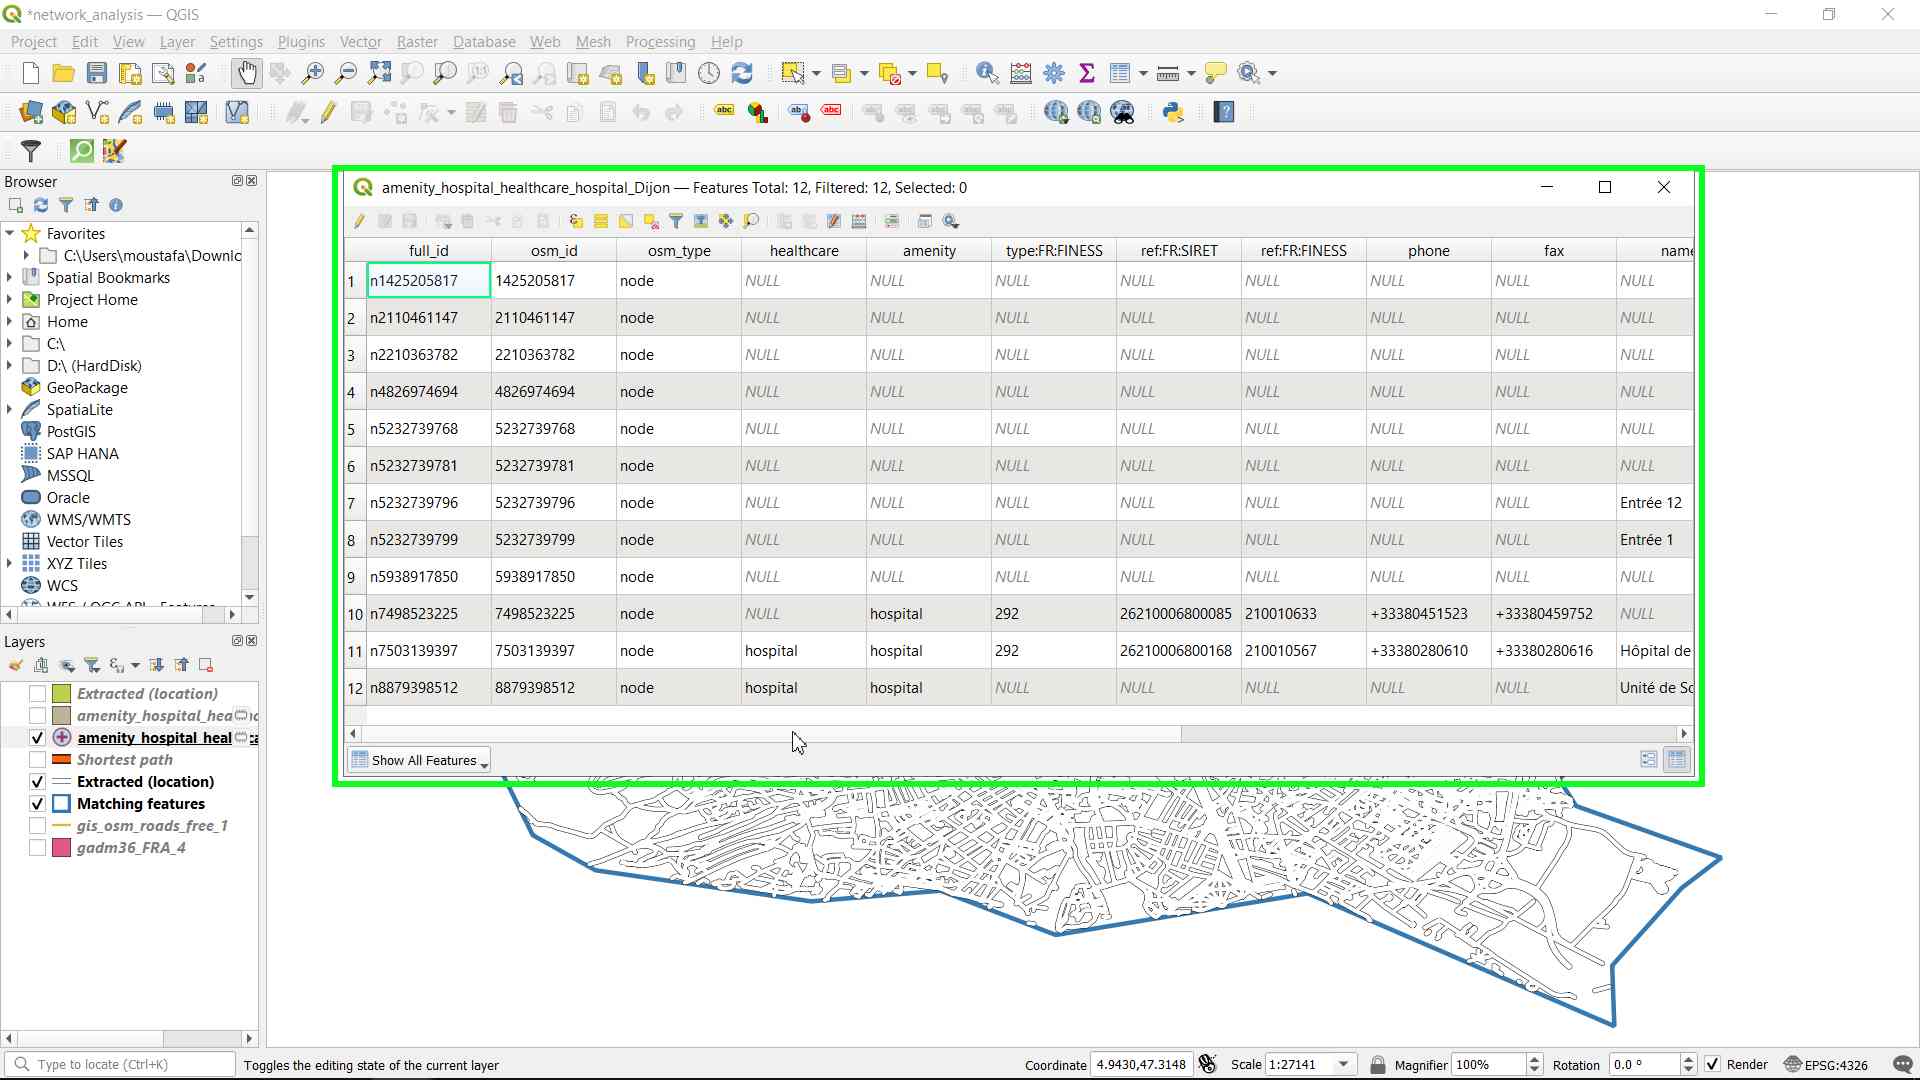 *network_analysis — QGIS
Project Edit View Layer Settings Plugins Vector Raster Database Web Mesh Processing Help
Browser
Favorites
C:\Users\moustafa\Downlc
Spatial Bookmarks
Project Home
Home
C:\
D:\ (HardDisk)
GeoPackage
SpatiaLite
PostGIS
SAP HANA
MSSQL
Oracle
WMS/WMTS
Vector Tiles
XYZ Tiles
WCS
Layers
Extracted (location)
amenity_hospital_hea
amenity_hospital_heal
Shortest path
Extracted (location)
Matching features
gis_osm_roads_free_1
gadm36_FRA_4
amenity_hospital_healthcare_hospital_Dijon — Features Total: 12, Filtered: 12, Selected: 0
full_id osm_id osm_type healthcare amenity type:FR:FINESS ref:FR:SIRET ref:FR:FINESS phone fax name
1 n1425205817 1425205817 node NULL NULL NULL NULL NULL NULL NULL NULL
2 n2110461147 2110461147 node NULL NULL NULL NULL NULL NULL NULL NULL
3 n2210363782 2210363782 node NULL NULL NULL NULL NULL NULL NULL NULL
4 n4826974694 4826974694 node NULL NULL NULL NULL NULL NULL NULL NULL
5 n5232739768 5232739768 node NULL NULL NULL NULL NULL NULL NULL NULL
6 n5232739781 5232739781 node NULL NULL NULL NULL NULL NULL NULL NULL
7 n5232739796 5232739796 node NULL NULL NULL NULL NULL NULL NULL Entrée 12
8 n5232739799 5232739799 node NULL NULL NULL NULL NULL NULL NULL Entrée 1
9 n5938917850 5938917850 node NULL NULL NULL NULL NULL NULL NULL NULL
10 n7498523225 7498523225 node NULL hospital 292 26210006800085 210010633 +33380451523 +33380459752 NULL
11 n7503139397 7503139397 node hospital hospital 292 26210006800168 210010567 +33380280610 +33380280616 Hôpital de
12 n8879398512 8879398512 node hospital hospital NULL NULL NULL NULL NULL Unité de So
Show All Features
Type to locate (Ctrl+K) Toggles the editing state of the current layer Coordinate 4.9430,47.3148 Scale 1:27141 Magnifier 100% Rotation 0.0 ° Render EPSG:4326